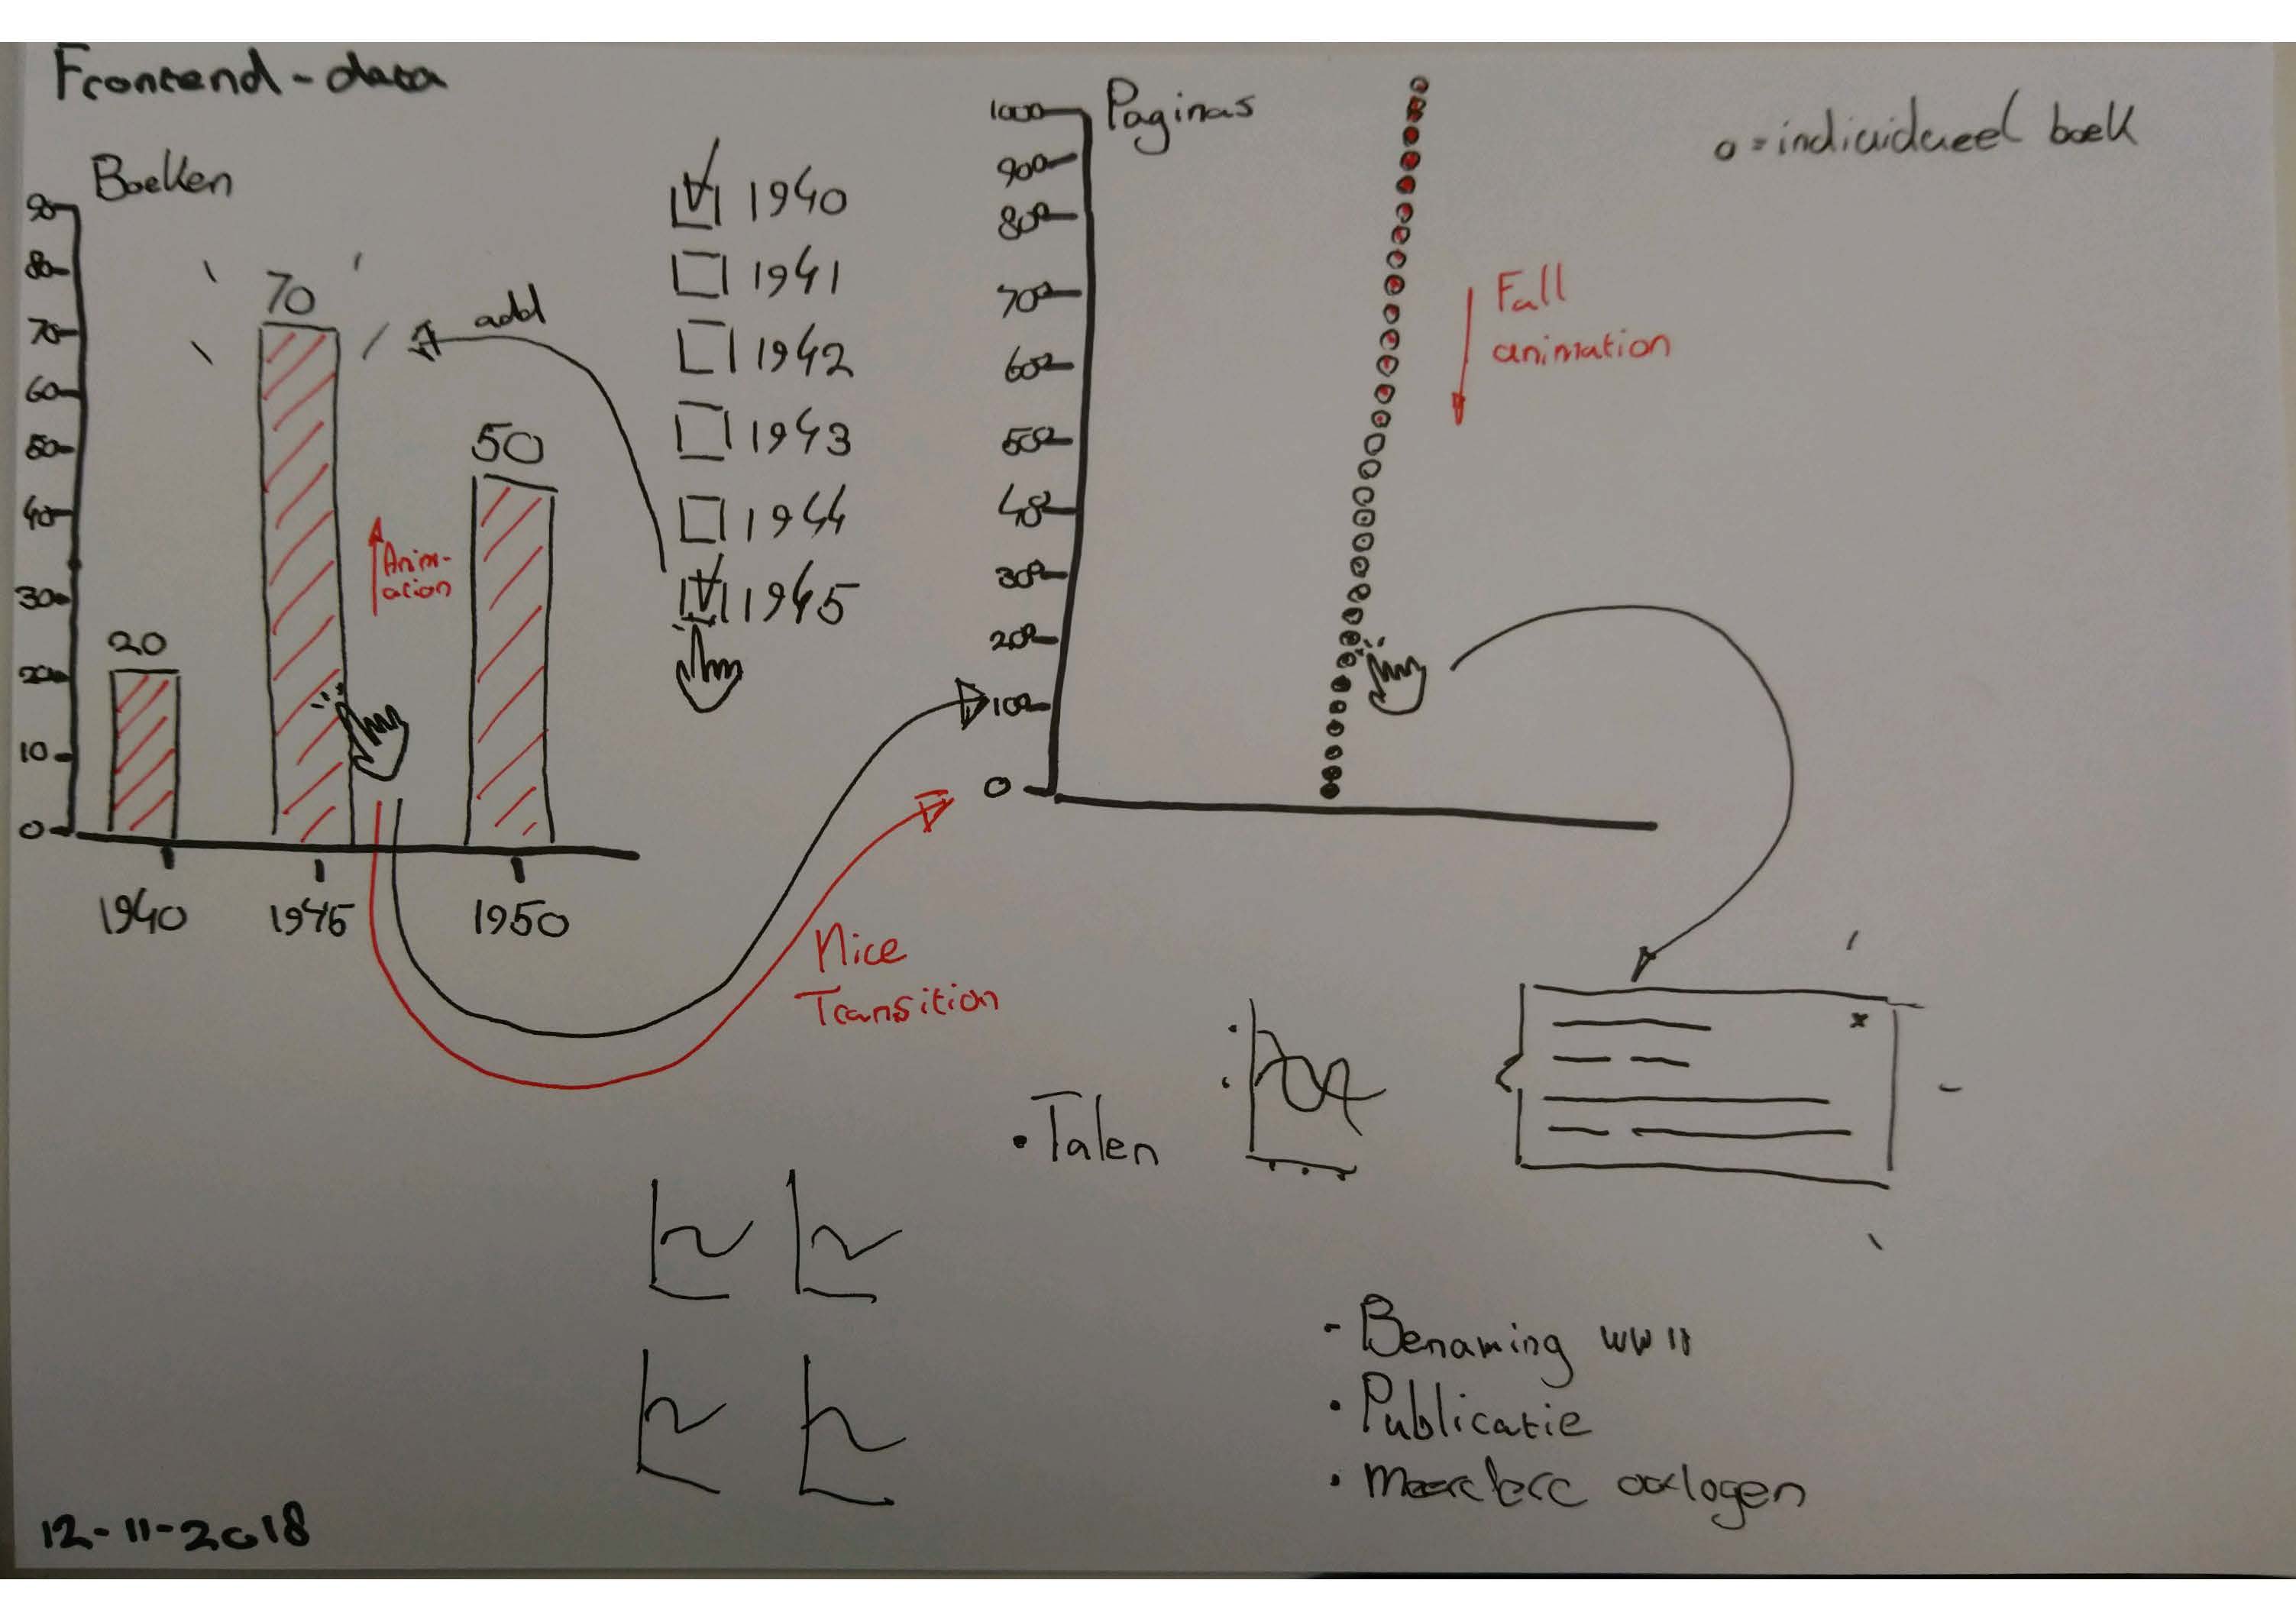 Frontend - data
Boeken
90
80
70
60
50
40
30
20
10
0
20
70
50
1940
1945
1950
Anim-
ation
add
1940
1941
1942
1943
1944
1945
Nice
Transition
Paginas
1000
900
800
700
600
500
400
300
200
100
0
Fall
animation
o = individueel boek
x
• Talen
- Benaming WW II
• Publicatie
• Meerdere oorlogen
12-11-2018